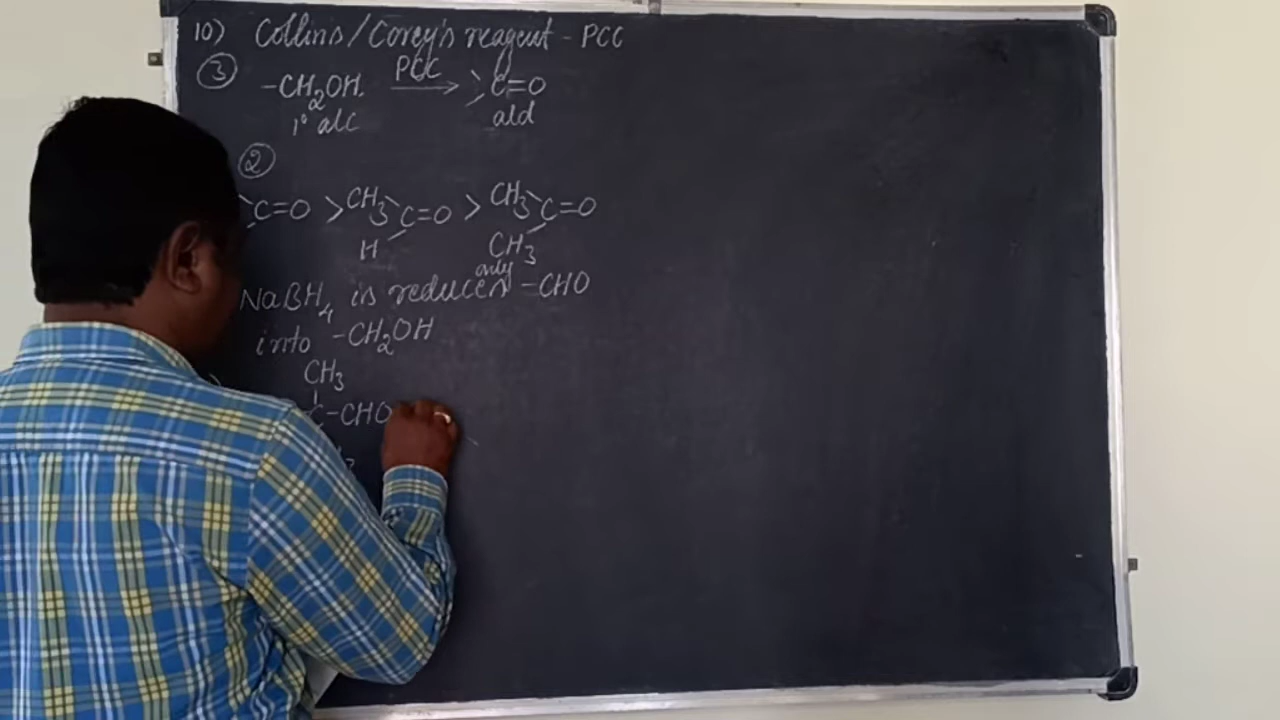 10) Collins/Corey's reagent - PCC
③ -CH₂OH. PCC → C=O
1° alc ald
②
C=O > CH₃ C=O > CH₃ C=O
H CH₃
only
NaBH₄ is reduces -CHO
into -CH₂OH
CH₃
C-CHO